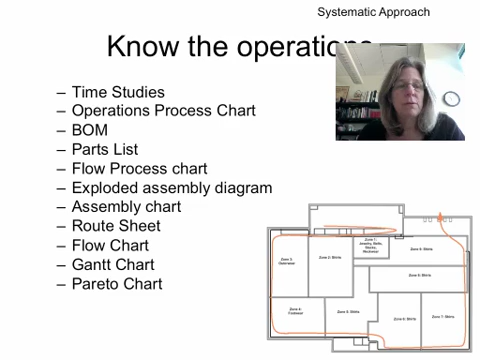 Systematic Approach
Know the operations
– Time Studies
– Operations Process Chart
– BOM
– Parts List
– Flow Process chart
– Exploded assembly diagram
– Assembly chart
– Route Sheet
– Flow Chart
– Gantt Chart
– Pareto Chart